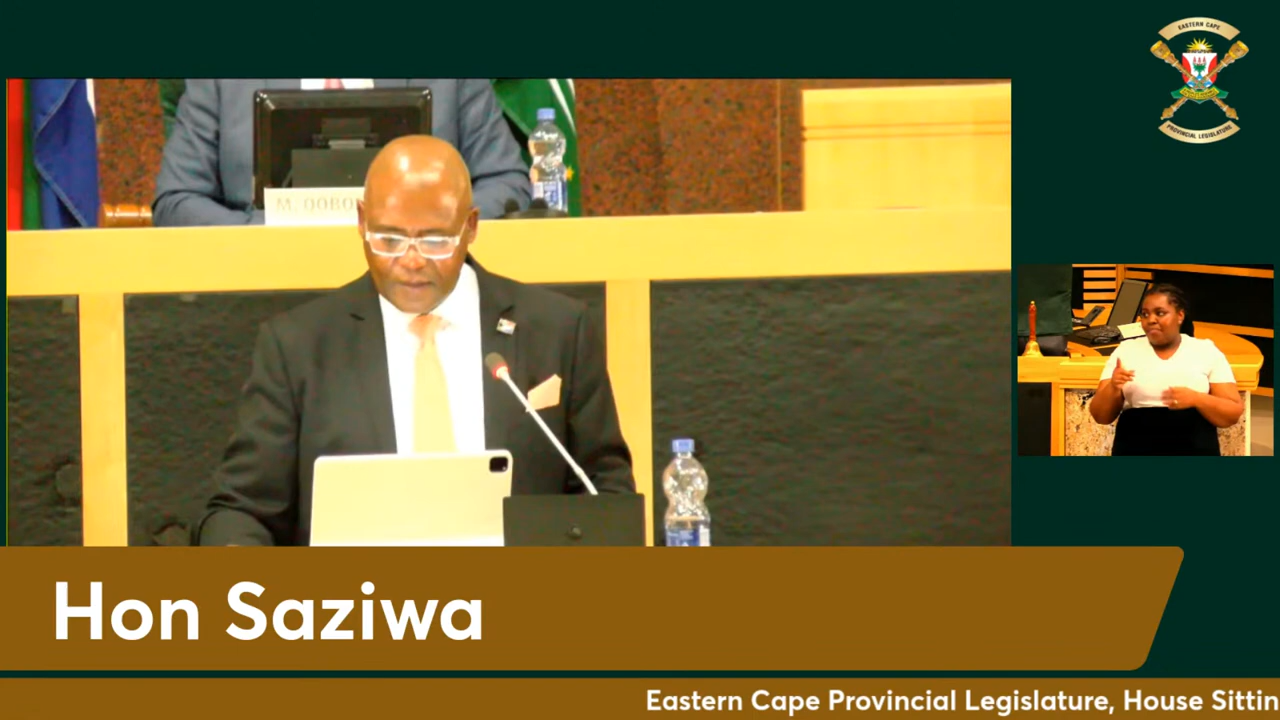 EASTERN CAPE
PROVINCIAL LEGISLATURE
Hon Saziwa
Eastern Cape Provincial Legislature, House Sittin